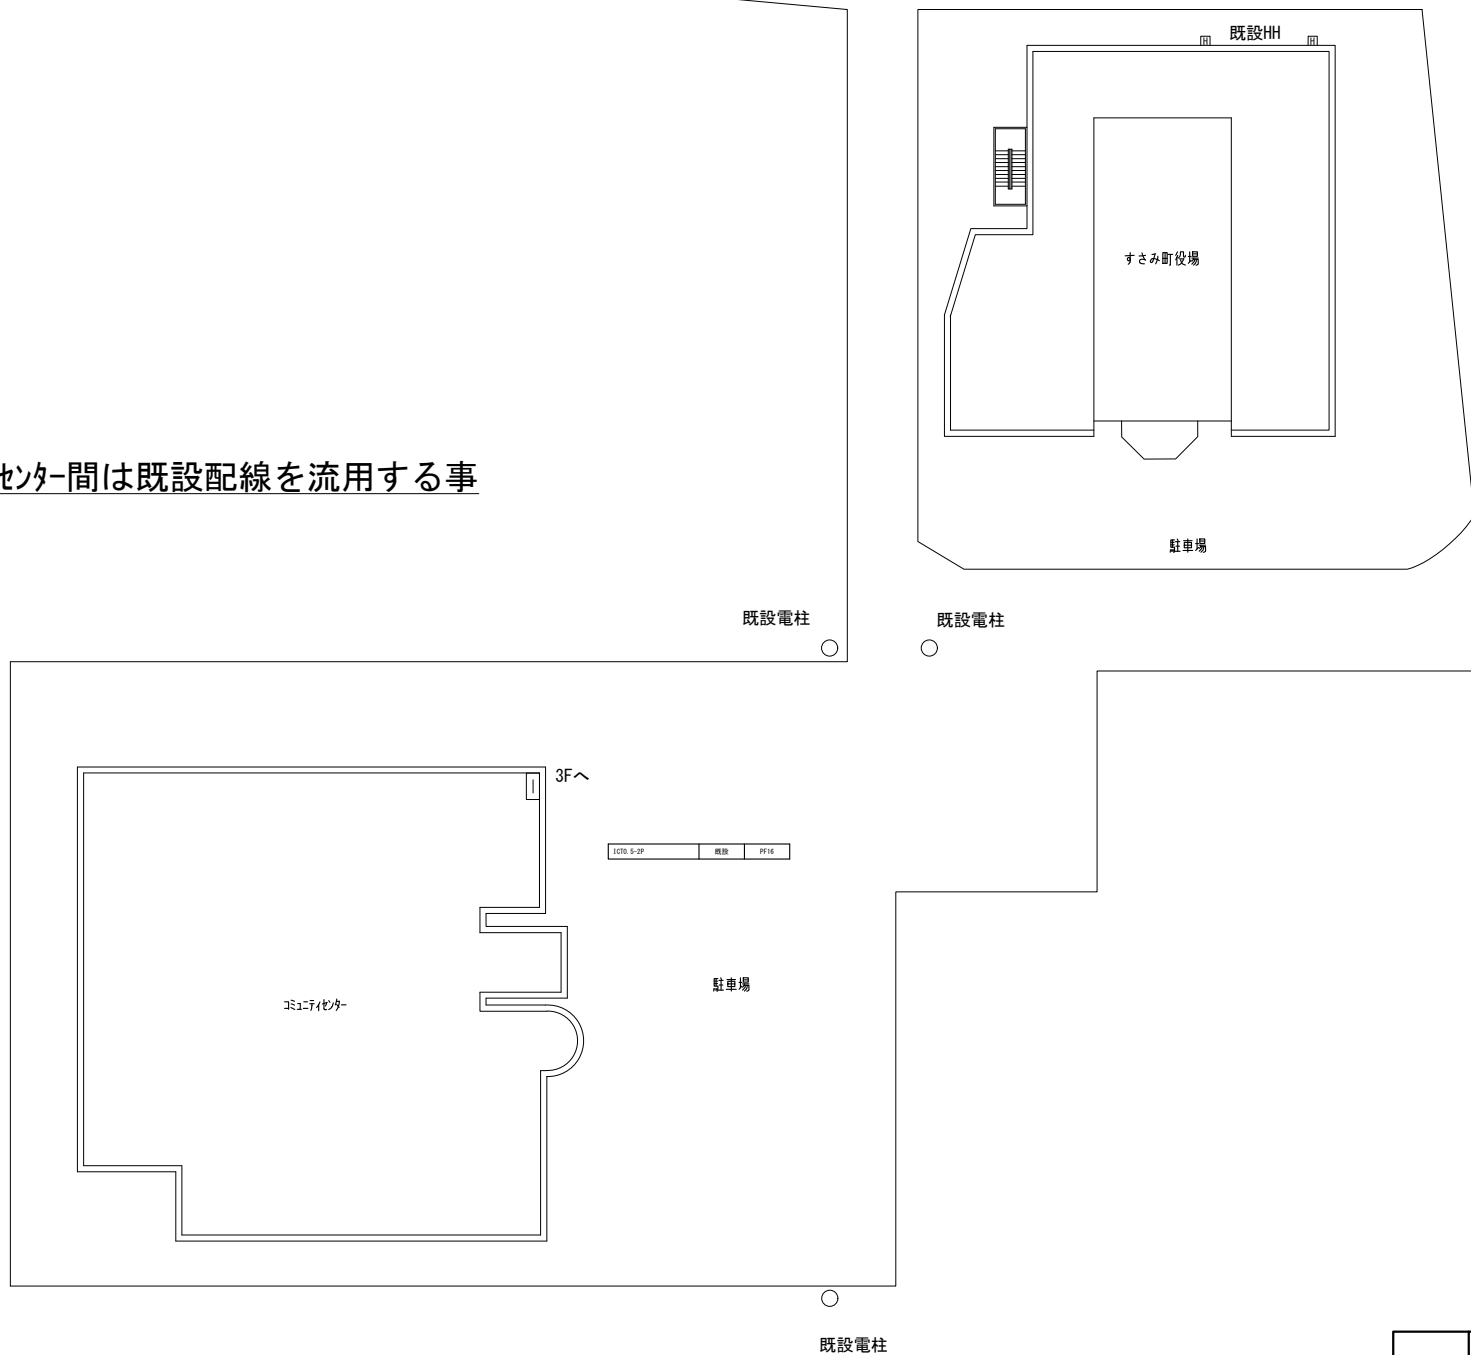 既設HH
H
H
すさみ町役場
ｾﾝﾀｰ間は既設配線を流用する事
駐車場
既設電柱
既設電柱
3Fへ
ICT0.5-2P 既設 PF16
駐車場
ｺﾐｭﾆﾃｨｾﾝﾀｰ
既設電柱